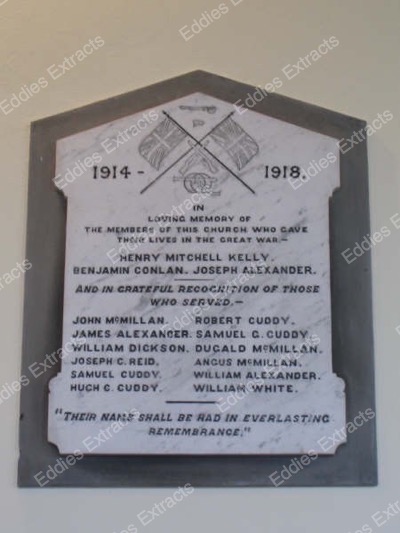 1914 - 1918.
IN
LOVING MEMORY OF
THE MEMBERS OF THIS CHURCH WHO GAVE
THEIR LIVES IN THE GREAT WAR.-
HENRY MITCHELL KELLY.
BENJAMIN CONLAN. JOSEPH ALEXANDER.
AND IN GRATEFUL RECOGNITION OF THOSE
WHO SERVED.-
JOHN McMILLAN. ROBERT CUDDY.
JAMES ALEXANDER. SAMUEL G. CUDDY.
WILLIAM DICKSON. DUGALD McMILLAN.
JOSEPH C. REID. ANGUS McMILLAN.
SAMUEL CUDDY. WILLIAM ALEXANDER.
HUGH C. CUDDY. WILLIAM WHITE.
"THEIR NAME SHALL BE HAD IN EVERLASTING
REMEMBRANCE."
Eddies Extracts